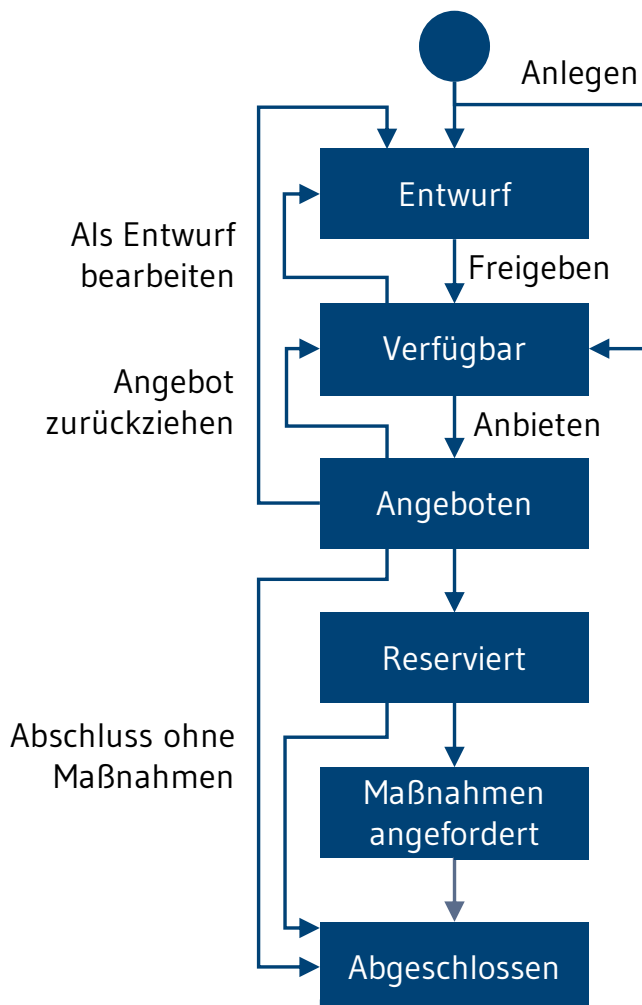 Anlegen
Entwurf
Als Entwurf
bearbeiten
Freigeben
Verfügbar
Angebot
zurückziehen
Anbieten
Angeboten
Reserviert
Abschluss ohne
Maßnahmen
Maßnahmen
angefordert
Abgeschlossen